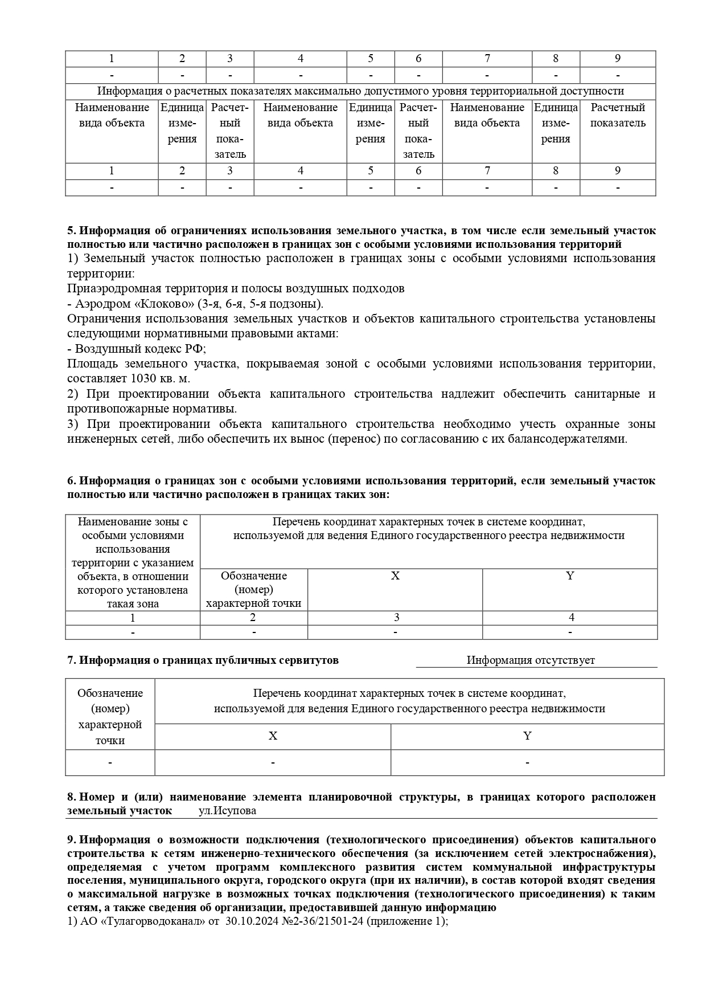 1 2 3 4 5 6 7 8 9
- - - - - - - - -
Информация о расчетных показателях максимально допустимого уровня территориальной доступности
Наименование Единица Расчет- Наименование Единица Расчет- Наименование Единица Расчетный
вида объекта изме- ный вида объекта изме- ный вида объекта изме- показатель
рения пока- рения пока- рения
затель затель
1 2 3 4 5 6 7 8 9
- - - - - - - - -
5. Информация об ограничениях использования земельного участка, в том числе если земельный участок
полностью или частично расположен в границах зон с особыми условиями использования территорий
1) Земельный участок полностью расположен в границах зоны с особыми условиями использования
территории:
Приаэродромная территория и полосы воздушных подходов
- Аэродром «Клоково» (3-я, 6-я, 5-я подзоны).
Ограничения использования земельных участков и объектов капитального строительства установлены
следующими нормативными правовыми актами:
- Воздушный кодекс РФ;
Площадь земельного участка, покрываемая зоной с особыми условиями использования территории,
составляет 1030 кв. м.
2) При проектировании объекта капитального строительства надлежит обеспечить санитарные и
противопожарные нормативы.
3) При проектировании объекта капитального строительства необходимо учесть охранные зоны
инженерных сетей, либо обеспечить их вынос (перенос) по согласованию с их балансодержателями.
6. Информация о границах зон с особыми условиями использования территорий, если земельный участок
полностью или частично расположен в границах таких зон:
Наименование зоны с
особыми условиями
использования
территории с указанием
объекта, в отношении
которого установлена
такая зона
Перечень координат характерных точек в системе координат,
используемой для ведения Единого государственного реестра недвижимости
Обозначение
(номер)
характерной точки
X
Y
1 2 3 4
- - - -
7. Информация о границах публичных сервитутов Информация отсутствует
Обозначение
(номер)
характерной
точки
Перечень координат характерных точек в системе координат,
используемой для ведения Единого государственного реестра недвижимости
X Y
- - -
8. Номер и (или) наименование элемента планировочной структуры, в границах которого расположен
земельный участок ул.Исупова
9. Информация о возможности подключения (технологического присоединения) объектов капитального
строительства к сетям инженерно-технического обеспечения (за исключением сетей электроснабжения),
определяемая с учетом программ комплексного развития систем коммунальной инфраструктуры
поселения, муниципального округа, городского округа (при их наличии), в состав которой входят сведения
о максимальной нагрузке в возможных точках подключения (технологического присоединения) к таким
сетям, а также сведения об организации, предоставившей данную информацию
1) АО «Тулагорводоканал» от 30.10.2024 №2-36/21501-24 (приложение 1);